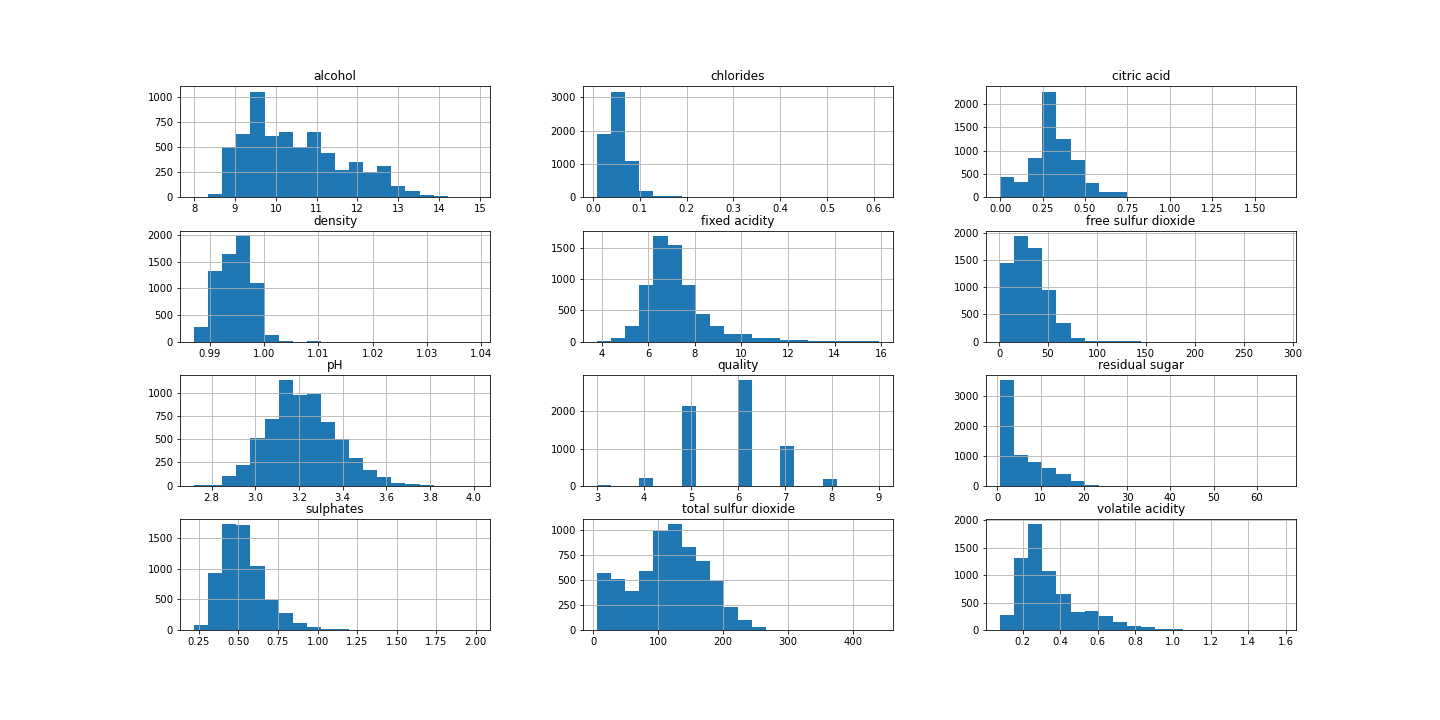 alcohol
1000
750
500
250
0
8 9 10 11 12 13 14 15
chlorides
3000
2000
1000
0
0.0 0.1 0.2 0.3 0.4 0.5 0.6
citric acid
2000
1500
1000
500
0
0.00 0.25 0.50 0.75 1.00 1.25 1.50
density
2000
1500
1000
500
0
0.99 1.00 1.01 1.02 1.03 1.04
fixed acidity
1500
1000
500
0
4 6 8 10 12 14 16
free sulfur dioxide
2000
1500
1000
500
0
0 50 100 150 200 250 300
pH
1000
750
500
250
0
2.8 3.0 3.2 3.4 3.6 3.8 4.0
quality
2000
1000
0
3 4 5 6 7 8 9
residual sugar
3000
2000
1000
0
0 10 20 30 40 50 60
sulphates
1500
1000
500
0
0.25 0.50 0.75 1.00 1.25 1.50 1.75 2.00
total sulfur dioxide
1000
750
500
250
0
0 100 200 300 400
volatile acidity
2000
1500
1000
500
0
0.2 0.4 0.6 0.8 1.0 1.2 1.4 1.6